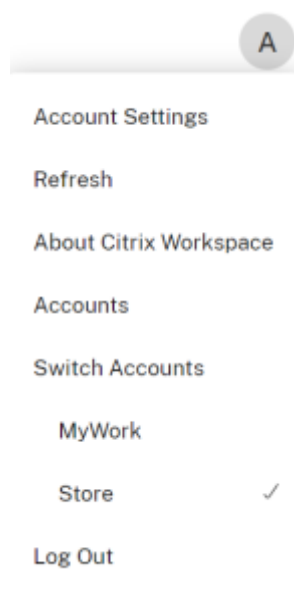 A
Account Settings
Refresh
About Citrix Workspace
Accounts
Switch Accounts
MyWork
Store
Log Out